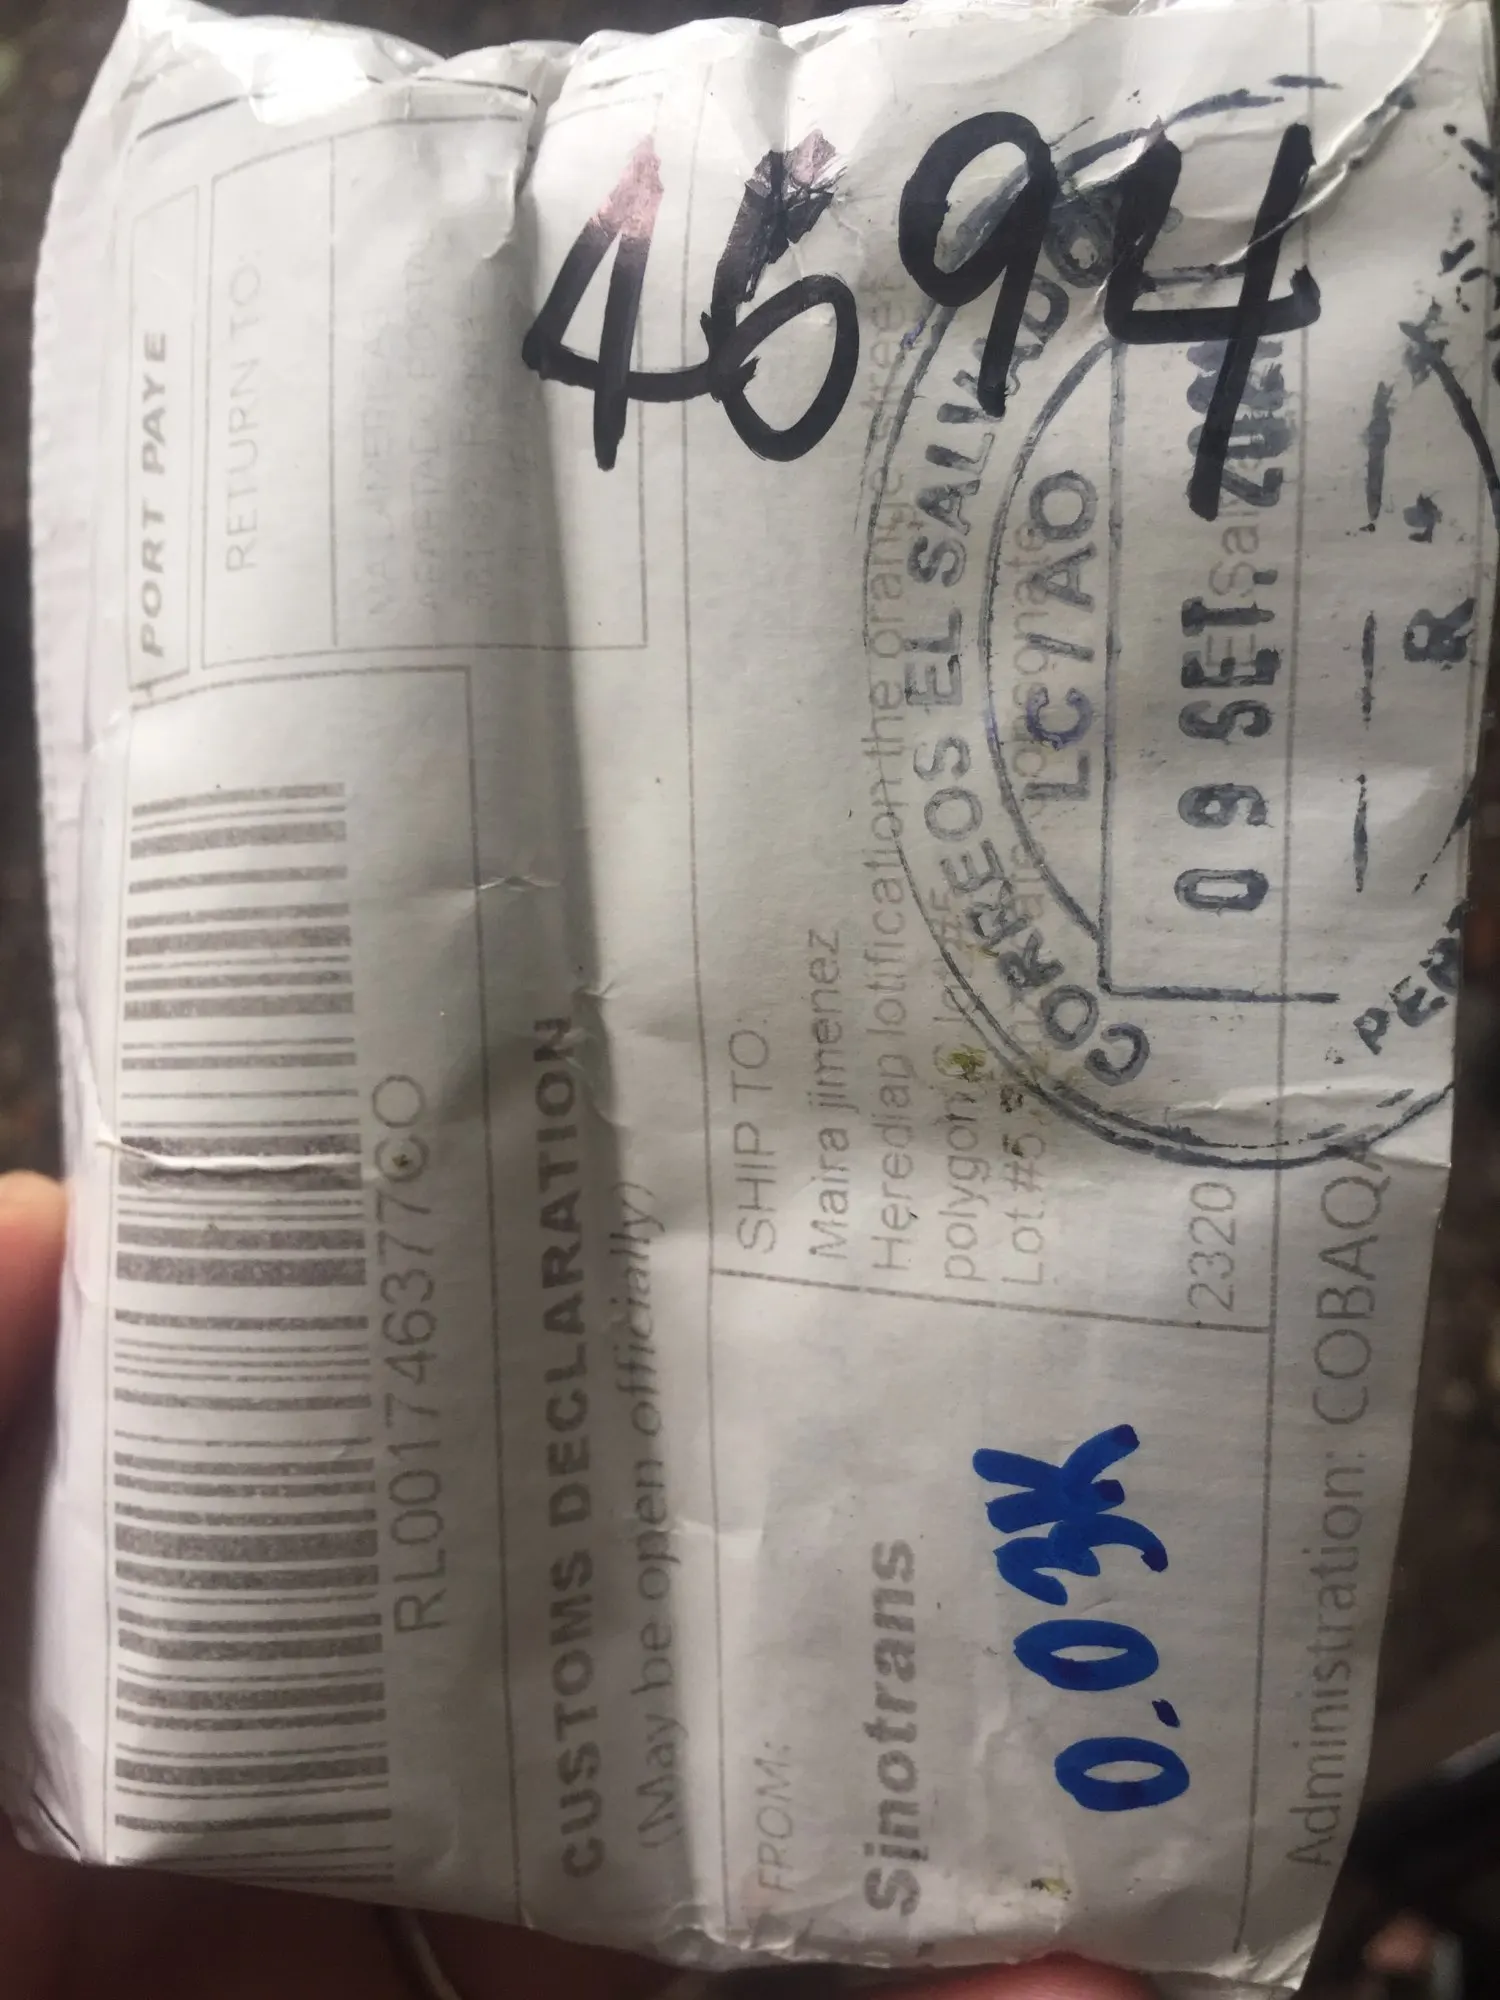 PORT PAYE
RETURN TO:
RL001746377CO
CUSTOMS DECLARATION
(May be open officially)
FROM:
Sinotrans
SHIP TO:
Maira jimenez
Herediap lotification the orange street
polygon
Lot #5,
2320
Administration: COBAQ
4694
0.03K
CORREOS EL SALVADOR
LC/AO
09 SET